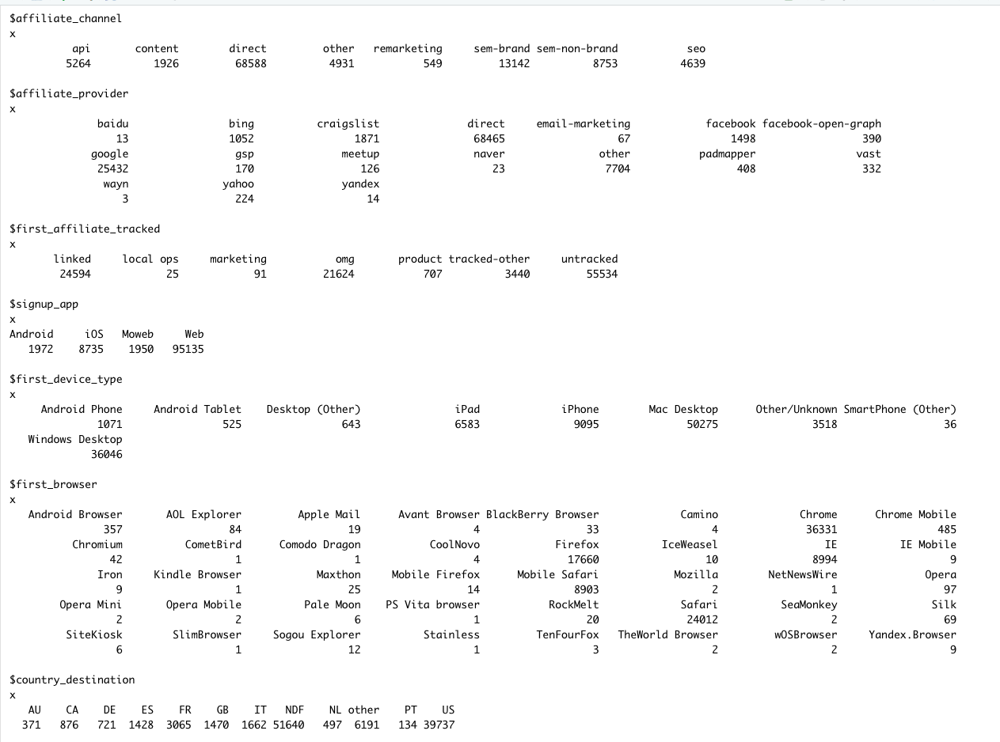 $affiliate_channel
x
api content direct other remarketing sem-brand sem-non-brand seo
5264 1926 68588 4931 549 13142 8753 4639
$affiliate_provider
x
baidu bing craigslist direct email-marketing facebook facebook-open-graph
13 1052 1871 68465 67 1498 390
google gsp meetup naver other padmapper vast
25432 170 126 23 7704 408 332
wayn yahoo yandex
3 224 14
$first_affiliate_tracked
x
linked local ops marketing omg product tracked-other untracked
24594 25 91 21624 707 3440 55534
$signup_app
x
Android iOS Moweb Web
1972 8735 1950 95135
$first_device_type
x
Android Phone Android Tablet Desktop (Other) iPad iPhone Mac Desktop Other/Unknown SmartPhone (Other)
1071 525 643 6583 9095 50275 3518 36
Windows Desktop
36046
$first_browser
x
Android Browser AOL Explorer Apple Mail Avant Browser BlackBerry Browser Camino Chrome Chrome Mobile
357 84 19 4 33 4 36331 485
Chromium CometBird Comodo Dragon CoolNovo Firefox IceWeasel IE IE Mobile
42 1 1 4 17660 10 8994 9
Iron Kindle Browser Maxthon Mobile Firefox Mobile Safari Mozilla NetNewsWire Opera
9 1 25 14 8903 2 1 97
Opera Mini Opera Mobile Pale Moon PS Vita browser RockMelt Safari SeaMonkey Silk
2 2 6 1 20 24012 2 69
SiteKiosk SlimBrowser Sogou Explorer Stainless TenFourFox TheWorld Browser wOSBrowser Yandex.Browser
6 1 12 1 3 2 2 9
$country_destination
x
AU CA DE ES FR GB IT NDF NL other PT US
371 876 721 1428 3065 1470 1662 51640 497 6191 134 39737